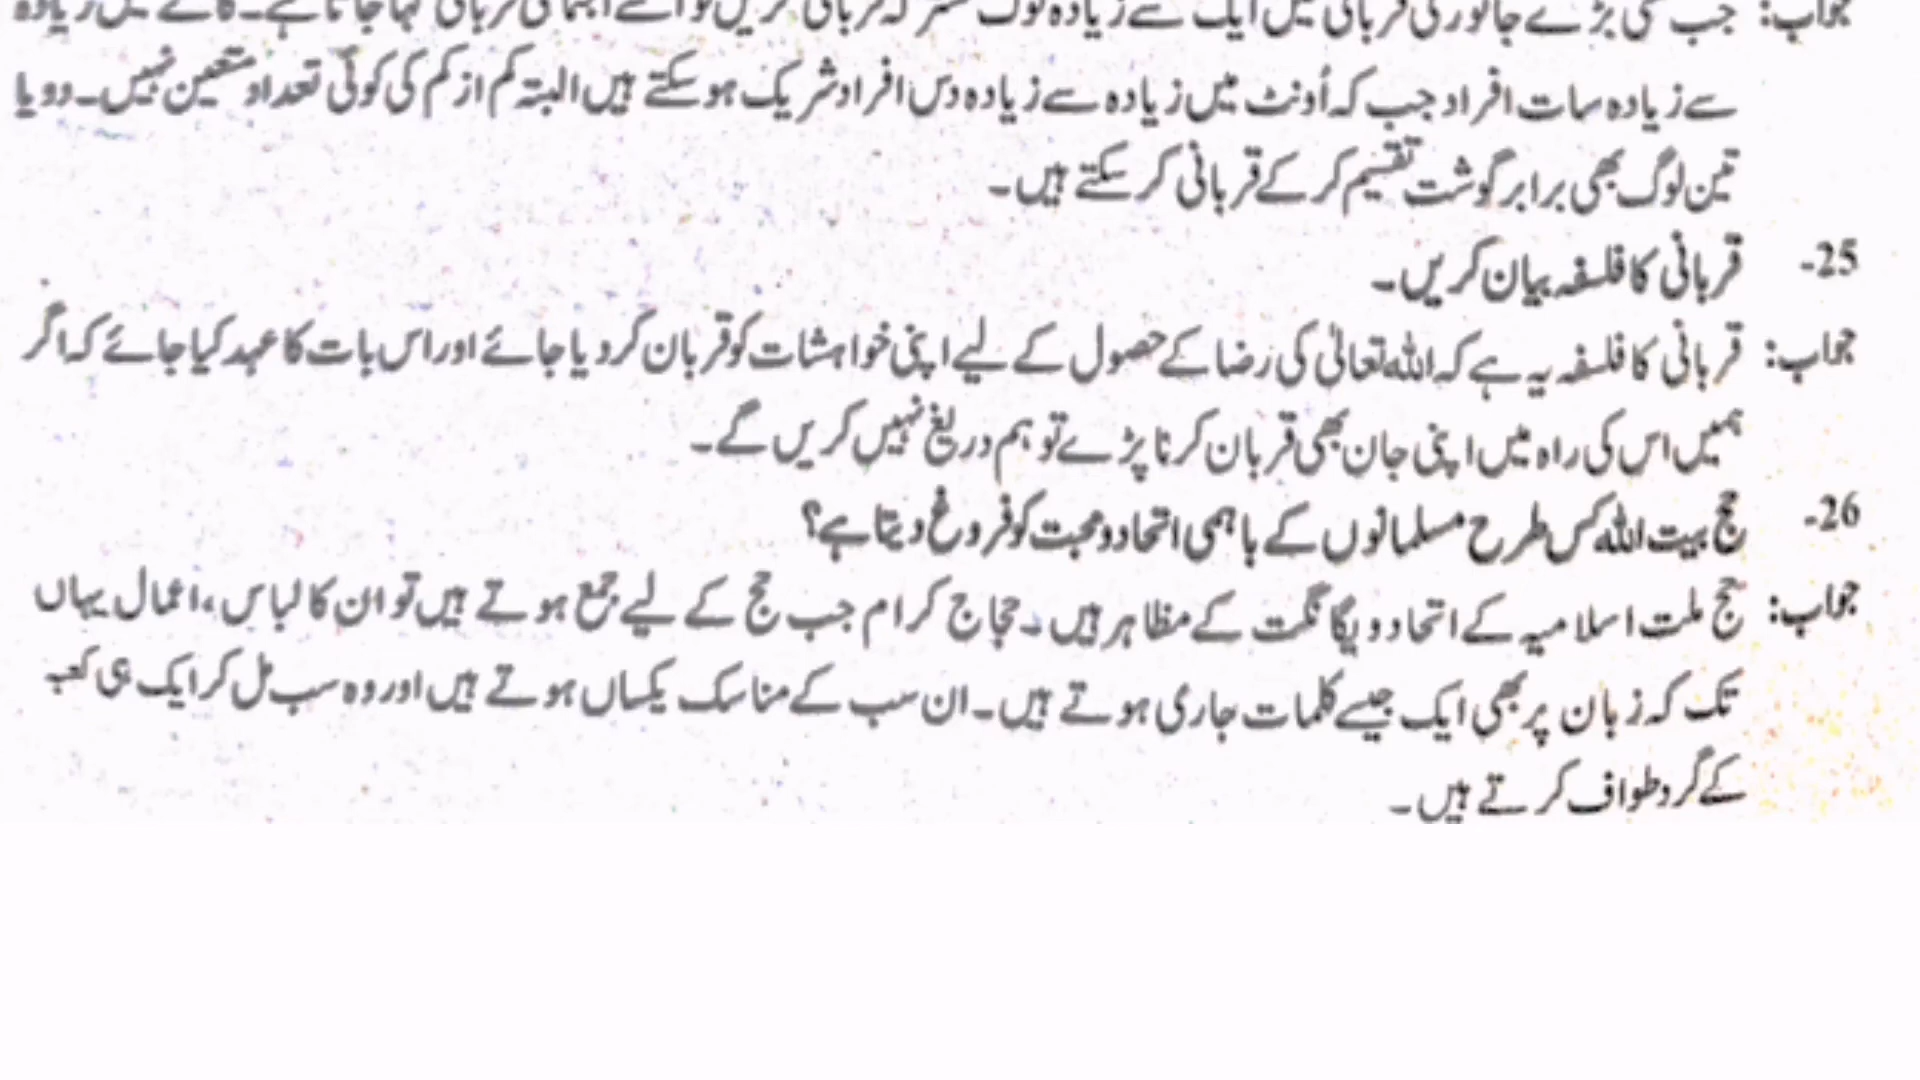 جواب: جب کسی بڑے جانور کی قربانی میں ایک سے زیادہ لوگ مشترکہ قربانی کریں تو اسے اجتماعی قربانی کہا جاتا ہے۔ گائے میں زیادہ
سے زیادہ سات افراد جب کہ اُونٹ میں زیادہ سے زیادہ دس افراد شریک ہو سکتے ہیں البتہ کم از کم کی کوئی تعداد متعین نہیں۔ دو یا
تین لوگ بھی برابر گوشت تقسیم کر کے قربانی کر سکتے ہیں۔
25- قربانی کا فلسفہ بیان کریں۔
جواب: قربانی کا فلسفہ یہ ہے کہ اللہ تعالیٰ کی رضا کے حصول کے لیے اپنی خواہشات کو قربان کر دیا جائے اور اس بات کا عہد کیا جائے کہ اگر
ہمیں اس کی راہ میں اپنی جان بھی قربان کرنا پڑے تو ہم دریغ نہیں کریں گے۔
26- حج بیت اللہ کس طرح مسلمانوں کے باہمی اتحاد و محبت کو فروغ دیتا ہے؟
جواب: حج ملت اسلامیہ کے اتحاد و یگانگت کے مظاہر ہیں۔ حجاج کرام جب حج کے لیے جمع ہوتے ہیں تو ان کا لباس، اعمال یہاں
تک کہ زبان پر بھی ایک جیسے کلمات جاری ہوتے ہیں۔ ان سب کے مناسک یکساں ہوتے ہیں اور وہ سب مل کر ایک ہی کعبہ
کے گرد طواف کرتے ہیں۔